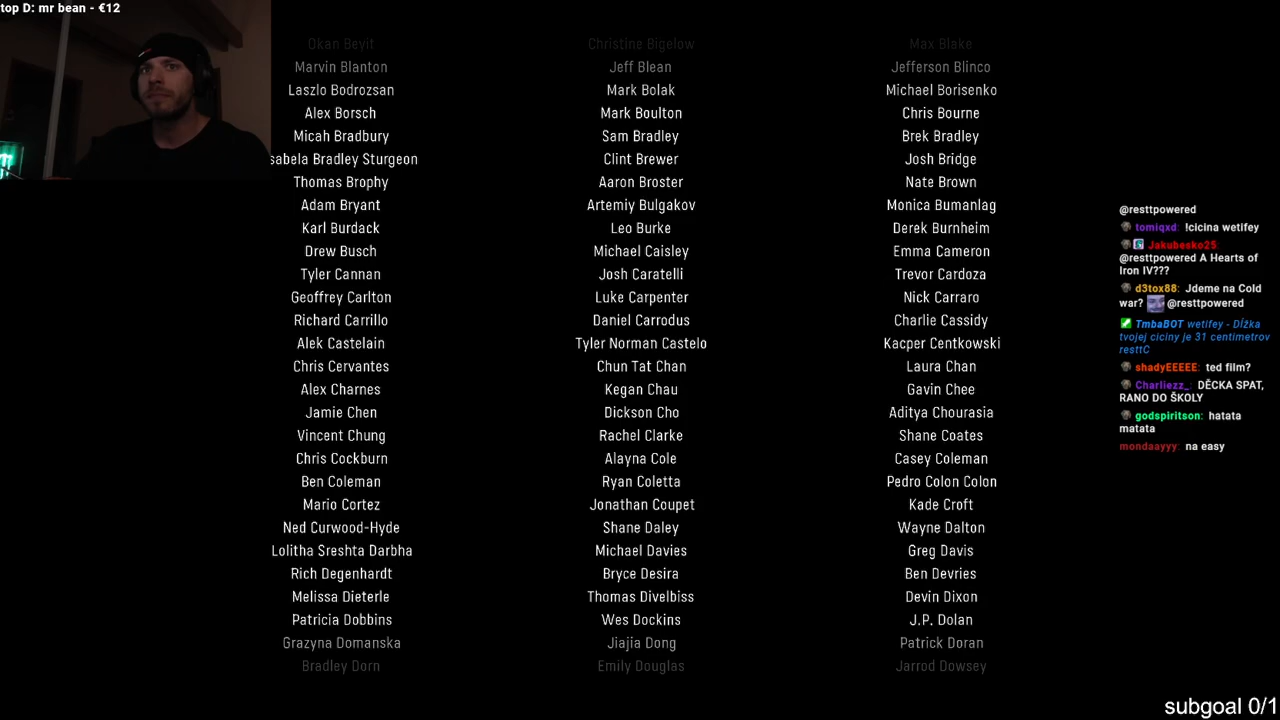 top D: mr bean - €12
Okan Beyit Christine Bigelow Max Blake
Marvin Blanton Jeff Blean Jefferson Blinco
Laszlo Bodrozsan Mark Bolak Michael Borisenko
Alex Borsch Mark Boulton Chris Bourne
Micah Bradbury Sam Bradley Brek Bradley
sabela Bradley Sturgeon Clint Brewer Josh Bridge
Thomas Brophy Aaron Broster Nate Brown
Adam Bryant Artemiy Bulgakov Monica Bumanlag
Karl Burdack Leo Burke Derek Burnheim
Drew Busch Michael Caisley Emma Cameron
Tyler Cannan Josh Caratelli Trevor Cardoza
Geoffrey Carlton Luke Carpenter Nick Carraro
Richard Carrillo Daniel Carrodus Charlie Cassidy
Alek Castelain Tyler Norman Castelo Kacper Centkowski
Chris Cervantes Chun Tat Chan Laura Chan
Alex Charnes Kegan Chau Gavin Chee
Jamie Chen Dickson Cho Aditya Chourasia
Vincent Chung Rachel Clarke Shane Coates
Chris Cockburn Alayna Cole Casey Coleman
Ben Coleman Ryan Coletta Pedro Colon Colon
Mario Cortez Jonathan Coupet Kade Croft
Ned Curwood-Hyde Shane Daley Wayne Dalton
Lolitha Sreshta Darbha Michael Davies Greg Davis
Rich Degenhardt Bryce Desira Ben Devries
Melissa Dieterle Thomas Divelbiss Devin Dixon
Patricia Dobbins Wes Dockins J.P. Dolan
Grazyna Domanska Jiajia Dong Patrick Doran
Bradley Dorn Emily Douglas Jarrod Dowsey
@resttpowered
tomiqxd: !cicina wetifey
Jakubesko25
@resttpowered A Hearts of
Iron IV???
d3tox88: Jdeme na Cold
war? @resttpowered
TmbaBOT wetifey - Dĺžka
tvojej ciciny je 31 centimetrov
resttC
shadyEEEEE: ted film?
Charliezz_: DĚCKA SPAT,
RANO DO ŠKOLY
godspiritson: hatata
matata
mondaayyy: na easy
subgoal 0/1